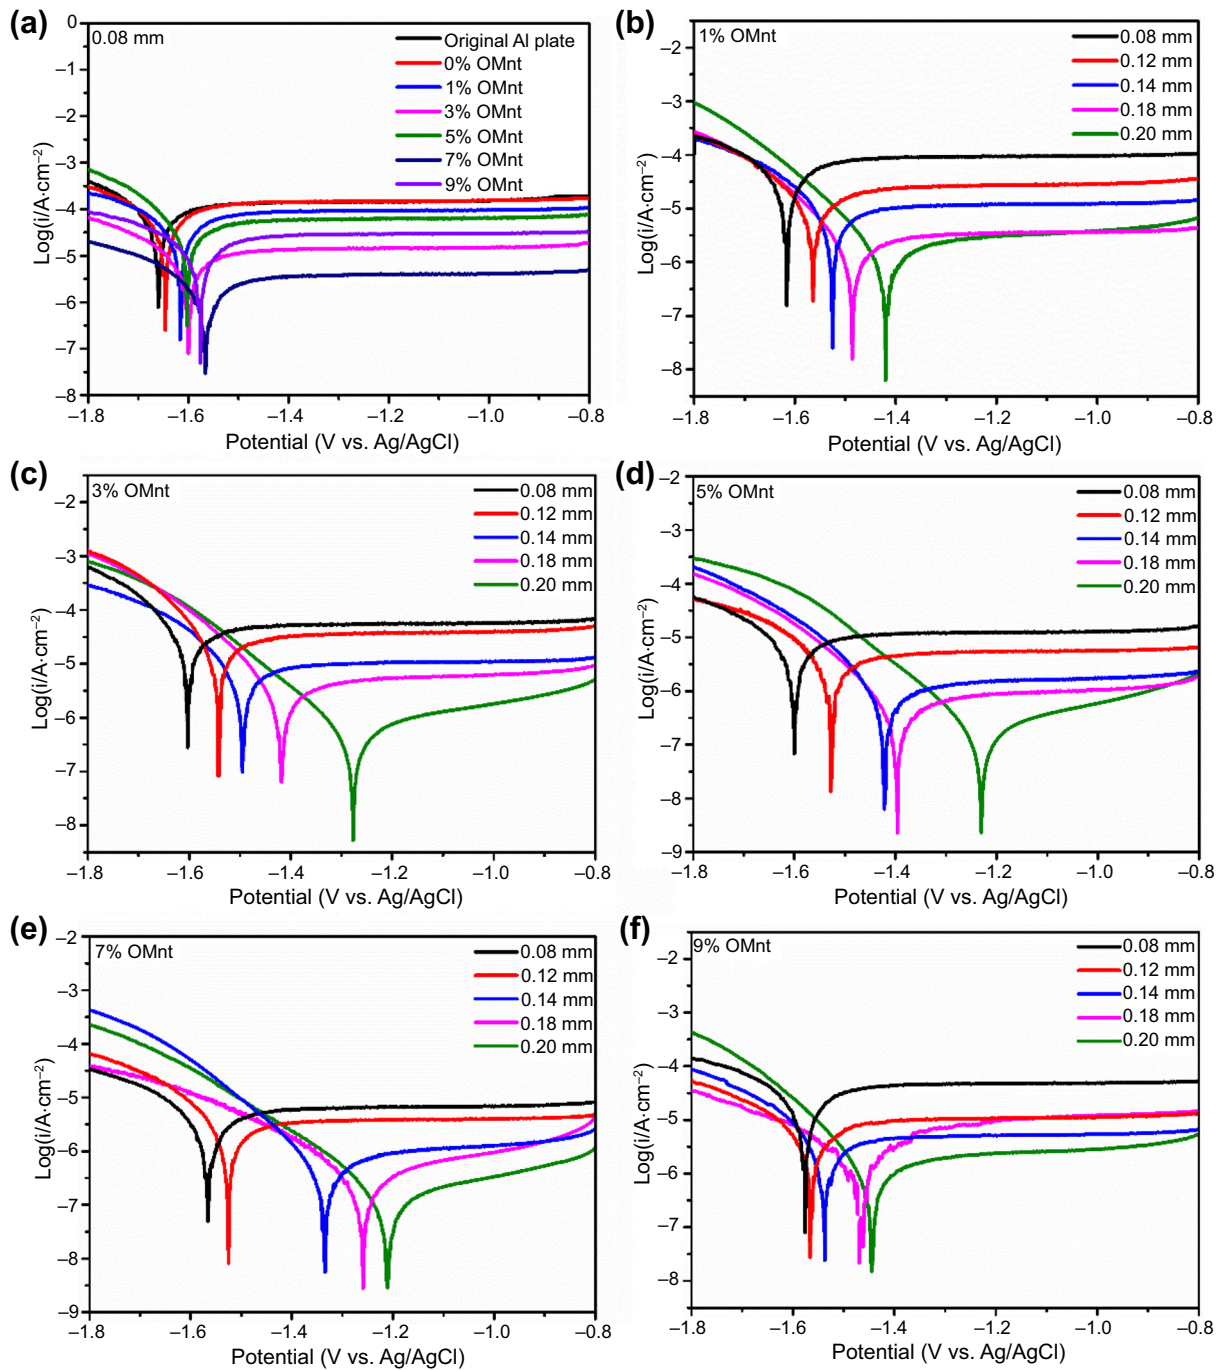 (a)
0.08 mm
Original Al plate
0% OMnt
1% OMnt
3% OMnt
5% OMnt
7% OMnt
9% OMnt
0
–1
–2
–3
–4
–5
–6
–7
–8
Log(i/A·cm⁻²)
–1.8
–1.6
–1.4
–1.2
–1.0
–0.8
Potential (V vs. Ag/AgCl)
(b)
1% OMnt
0.08 mm
0.12 mm
0.14 mm
0.18 mm
0.20 mm
–2
–3
–4
–5
–6
–7
–8
Log(i/A·cm⁻²)
–1.8
–1.6
–1.4
–1.2
–1.0
–0.8
Potential (V vs. Ag/AgCl)
(c)
3% OMnt
0.08 mm
0.12 mm
0.14 mm
0.18 mm
0.20 mm
–2
–3
–4
–5
–6
–7
–8
Log(i/A·cm⁻²)
–1.8
–1.6
–1.4
–1.2
–1.0
–0.8
Potential (V vs. Ag/AgCl)
(d)
5% OMnt
0.08 mm
0.12 mm
0.14 mm
0.18 mm
0.20 mm
–2
–3
–4
–5
–6
–7
–8
–9
Log(i/A·cm⁻²)
–1.8
–1.6
–1.4
–1.2
–1.0
–0.8
Potential (V vs. Ag/AgCl)
(e)
7% OMnt
0.08 mm
0.12 mm
0.14 mm
0.18 mm
0.20 mm
–2
–3
–4
–5
–6
–7
–8
–9
Log(i/A·cm⁻²)
–1.8
–1.6
–1.4
–1.2
–1.0
–0.8
Potential (V vs. Ag/AgCl)
(f)
9% OMnt
0.08 mm
0.12 mm
0.14 mm
0.18 mm
0.20 mm
–2
–3
–4
–5
–6
–7
–8
Log(i/A·cm⁻²)
–1.8
–1.6
–1.4
–1.2
–1.0
–0.8
Potential (V vs. Ag/AgCl)